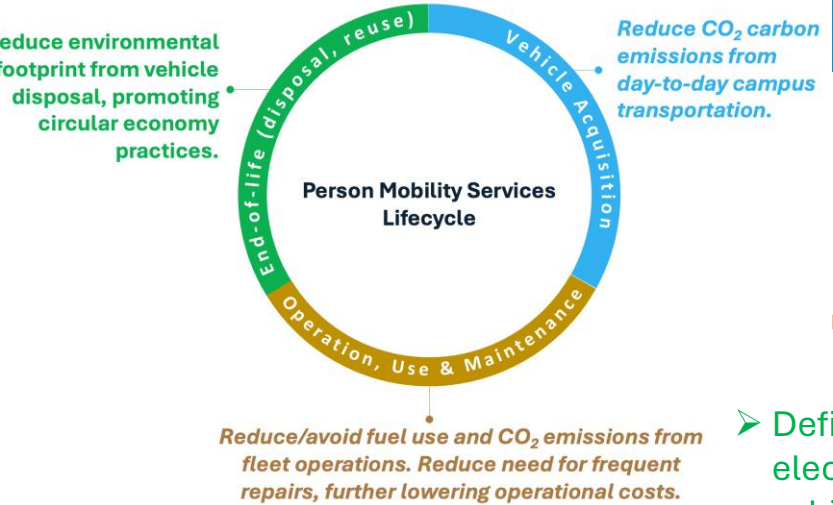 educe environmental
footprint from vehicle
disposal, promoting
circular economy
practices.
End-of-life (disposal, reuse)
Vehicle Acquisition
Reduce CO₂ carbon
emissions from
day-to-day campus
transportation.
Person Mobility Services
Lifecycle
Operation, Use & Maintenance
Reduce/avoid fuel use and CO₂ emissions from
fleet operations. Reduce need for frequent
repairs, further lowering operational costs.
➢ Defi
elec